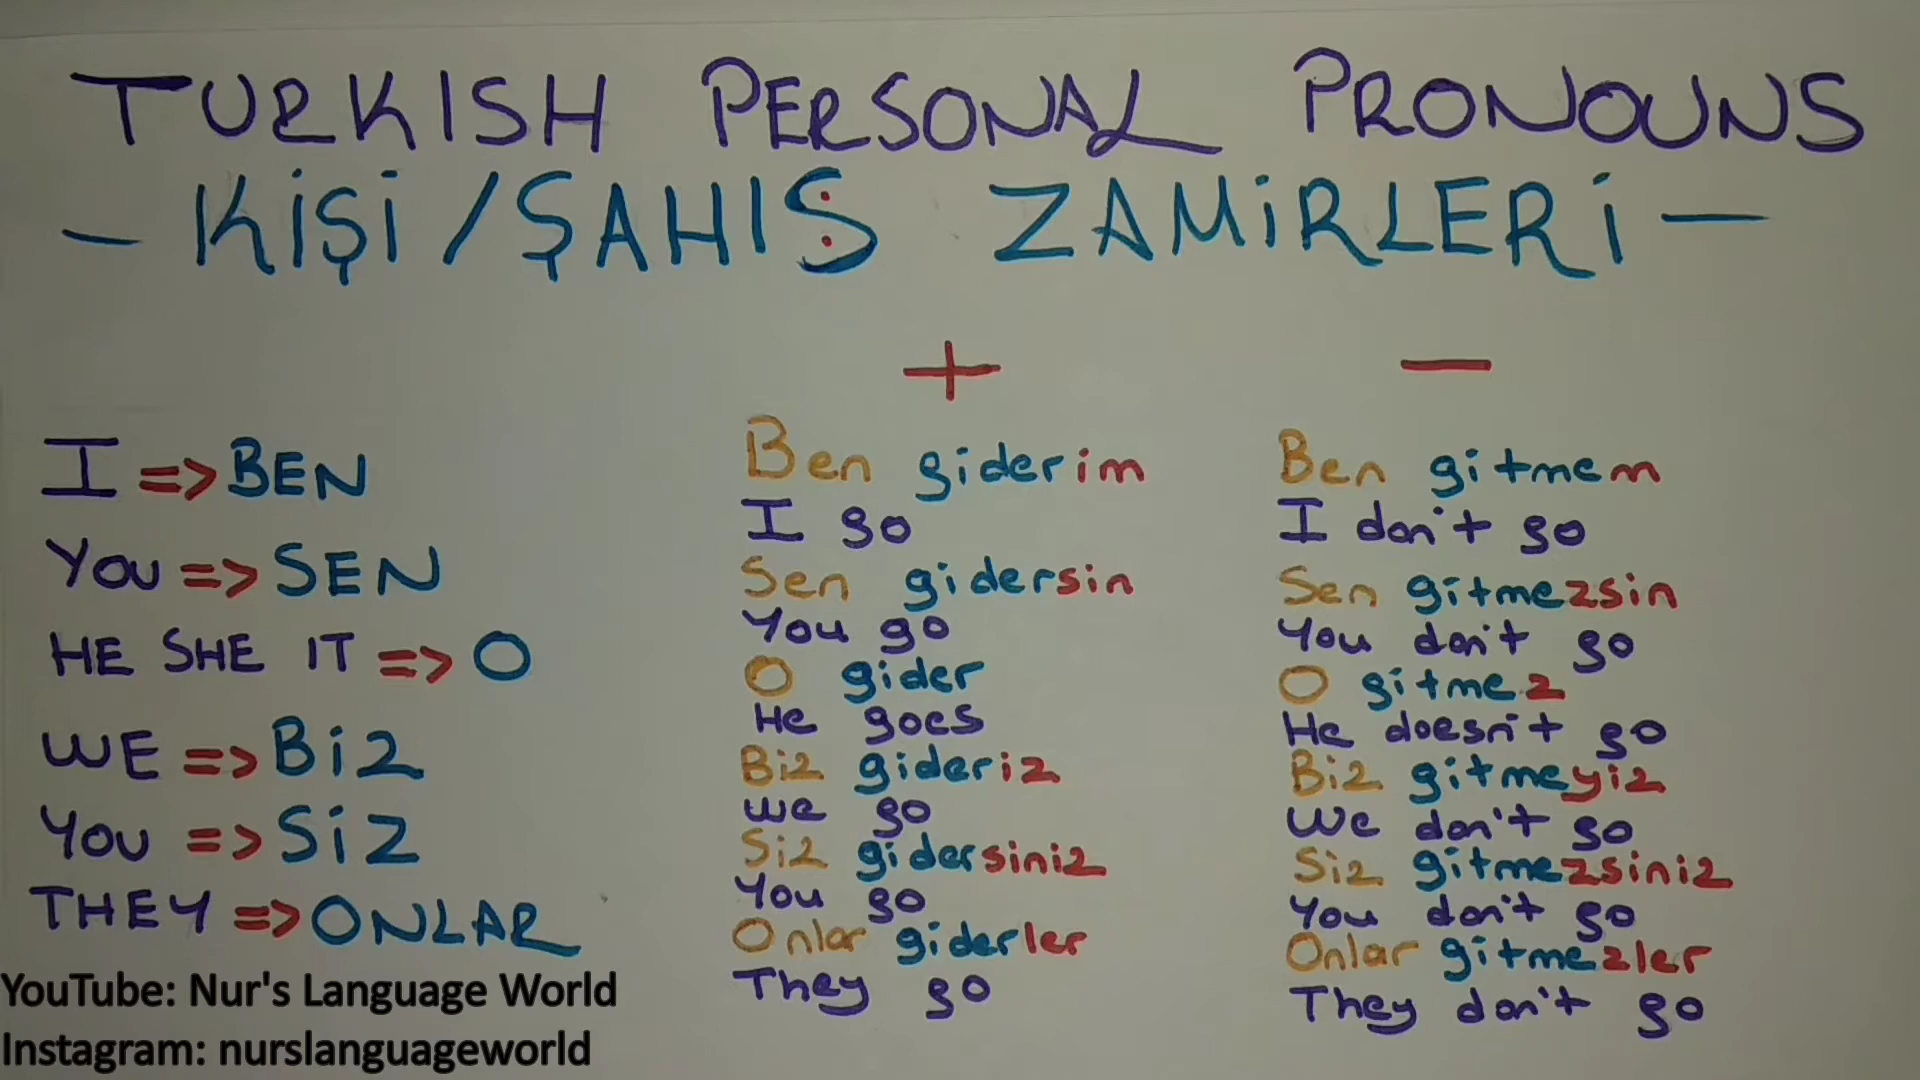 TURKISH PERSONAL PRONOUNS
- KİŞİ / ŞAHIS ZAMİRLERİ -
+ -
I => BEN
YOU => SEN
HE SHE IT => O
WE => BİZ
YOU => SİZ
THEY => ONLAR
Ben giderim
I go
Sen gidersin
You go
O gider
He goes
Biz gideriz
we go
Siz gidersiniz
You go
Onlar giderler
They go
Ben gitmem
I don't go
Sen gitmezsin
You don't go
O gitmez
He doesn't go
Biz gitmeyiz
We don't go
Siz gitmezsiniz
You don't go
Onlar gitmezler
They don't go
YouTube: Nur's Language World
Instagram: nurslanguageworld